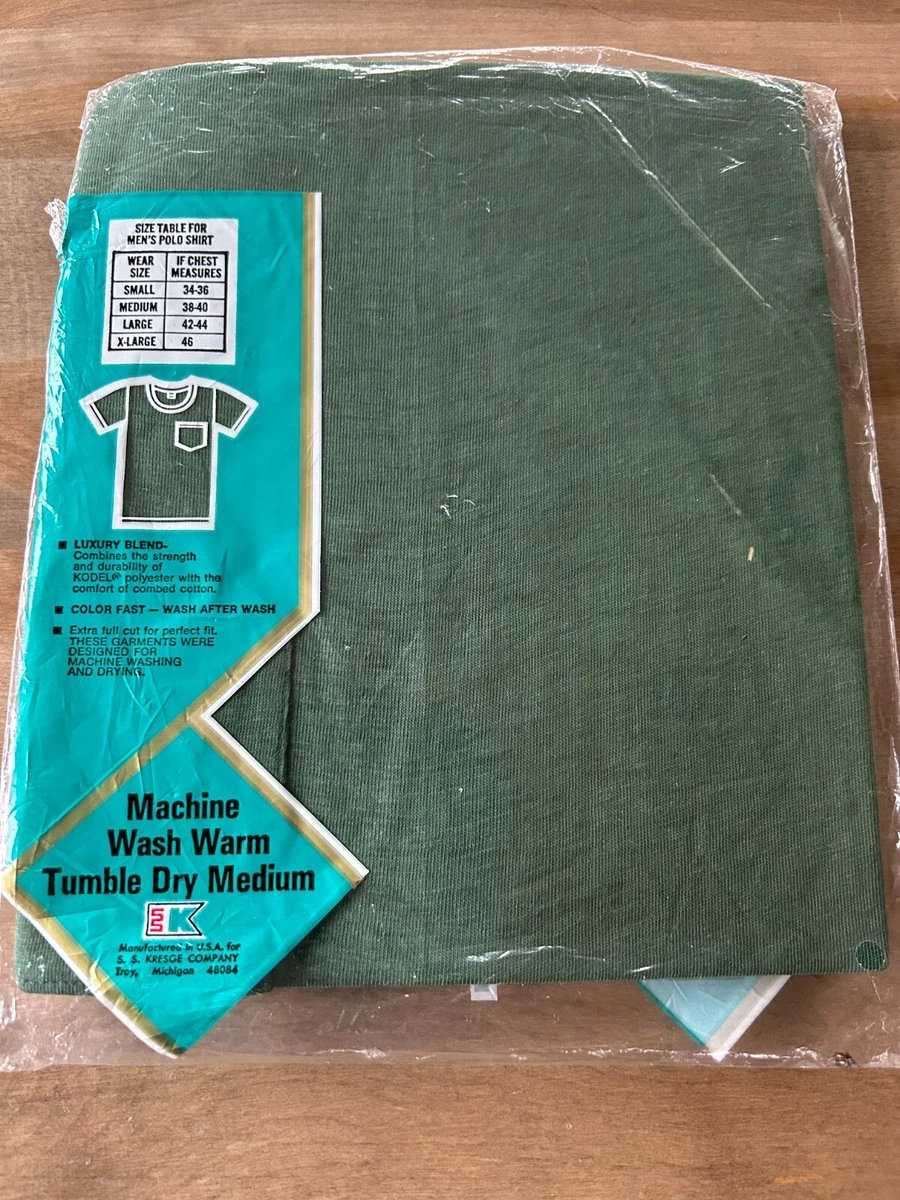 SIZE TABLE FOR
MEN'S POLO SHIRT
WEAR SIZE IF CHEST MEASURES
SMALL 34-36
MEDIUM 38-40
LARGE 42-44
X-LARGE 46
■ LUXURY BLEND-
Combines the strength
and durability of
KODEL® polyester with the
comfort of combed cotton.
■ COLOR FAST — WASH AFTER WASH
■ Extra full cut for perfect fit.
THESE GARMENTS WERE
DESIGNED FOR
MACHINE WASHING
AND DRYING.
Machine
Wash Warm
Tumble Dry Medium
SS K
Manufactured in U.S.A. for
S. S. KRESGE COMPANY
Troy, Michigan 48084